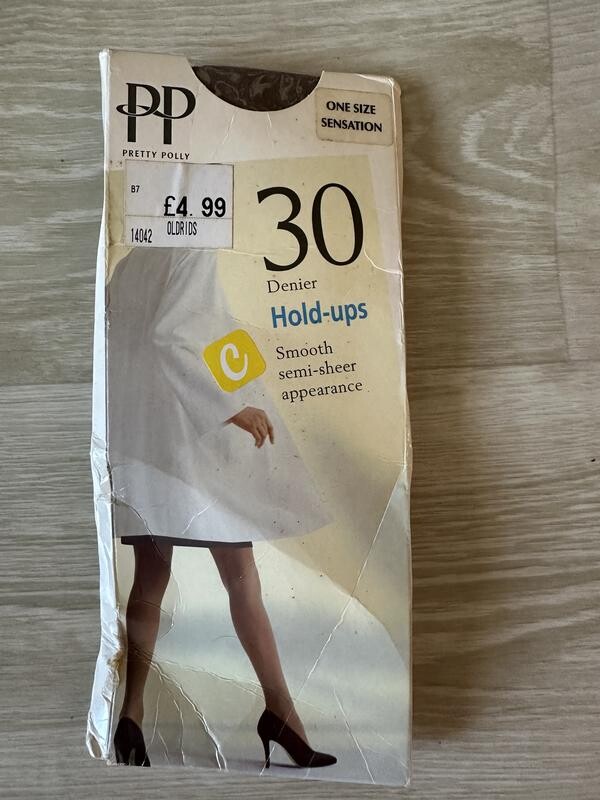 PP
PRETTY POLLY
ONE SIZE
SENSATION
B7
£4.99
14042 OLDRIDS
30
Denier
Hold-ups
C
Smooth
semi-sheer
appearance